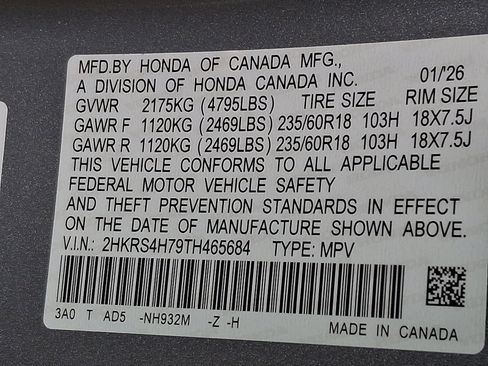 MFD.BY HONDA OF CANADA MFG.,
A DIVISION OF HONDA CANADA INC. 01/'26
GVWR 2175KG (4795LBS) TIRE SIZE RIM SIZE
GAWR F 1120KG (2469LBS) 235/60R18 103H 18X7.5J
GAWR R 1120KG (2469LBS) 235/60R18 103H 18X7.5J
THIS VEHICLE CONFORMS TO ALL APPLICABLE
FEDERAL MOTOR VEHICLE SAFETY
AND THEFT PREVENTION STANDARDS IN EFFECT
ON THE DATE OF MANUFACTURE SHOWN ABOVE.
V.I.N.: 2HKRS4H79TH465684 TYPE: MPV
3A0 T AD5 -NH932M -Z -H
MADE IN CANADA